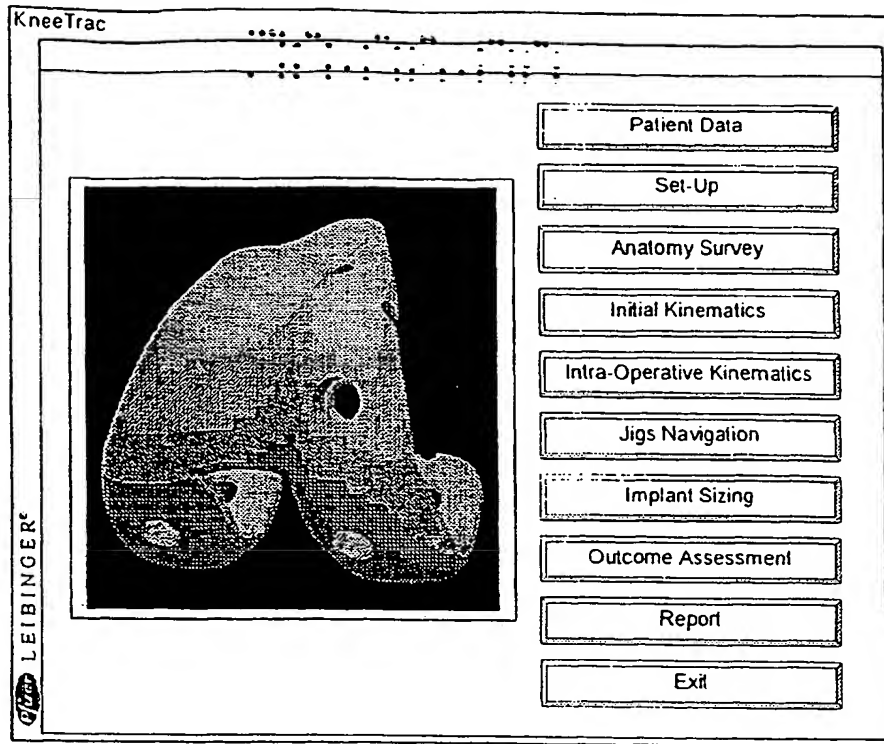 KneeTrac
Patient Data
Set-Up
Anatomy Survey
Initial Kinematics
Intra-Operative Kinematics
Jigs Navigation
Implant Sizing
Outcome Assessment
Report
Exit
LEIBINGER